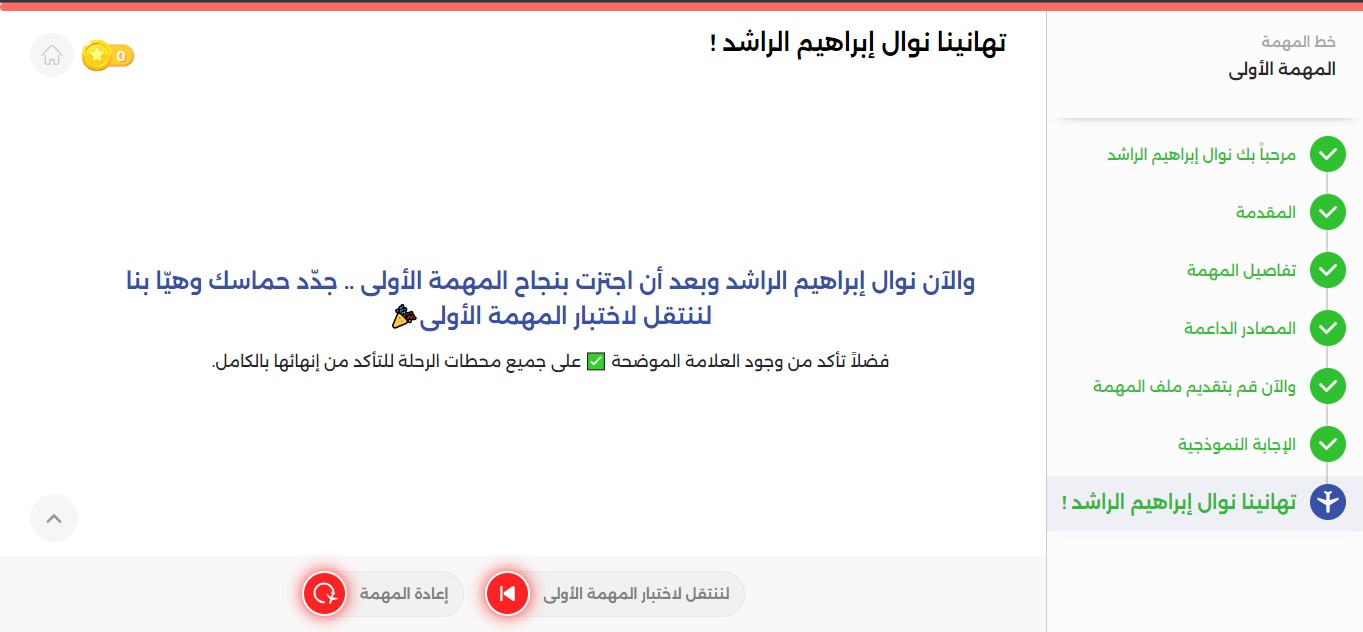 خط المهمة
المهمة الأولى
مرحباً بك نوال إبراهيم الراشد
المقدمة
تفاصيل المهمة
المصادر الداعمة
والآن قم بتقديم ملف المهمة
الإجابة النموذجية
تهانينا نوال إبراهيم الراشد !
تهانينا نوال إبراهيم الراشد !
0
والآن نوال إبراهيم الراشد وبعد أن اجتزت بنجاح المهمة الأولى .. جدّد حماسك وهيّا بنا
لننتقل لاختبار المهمة الأولى🎉
فضلاً تأكد من وجود العلامة الموضحة ✅ على جميع محطات الرحلة للتأكد من إنهائها بالكامل.
لننتقل لاختبار المهمة الأولى
إعادة المهمة